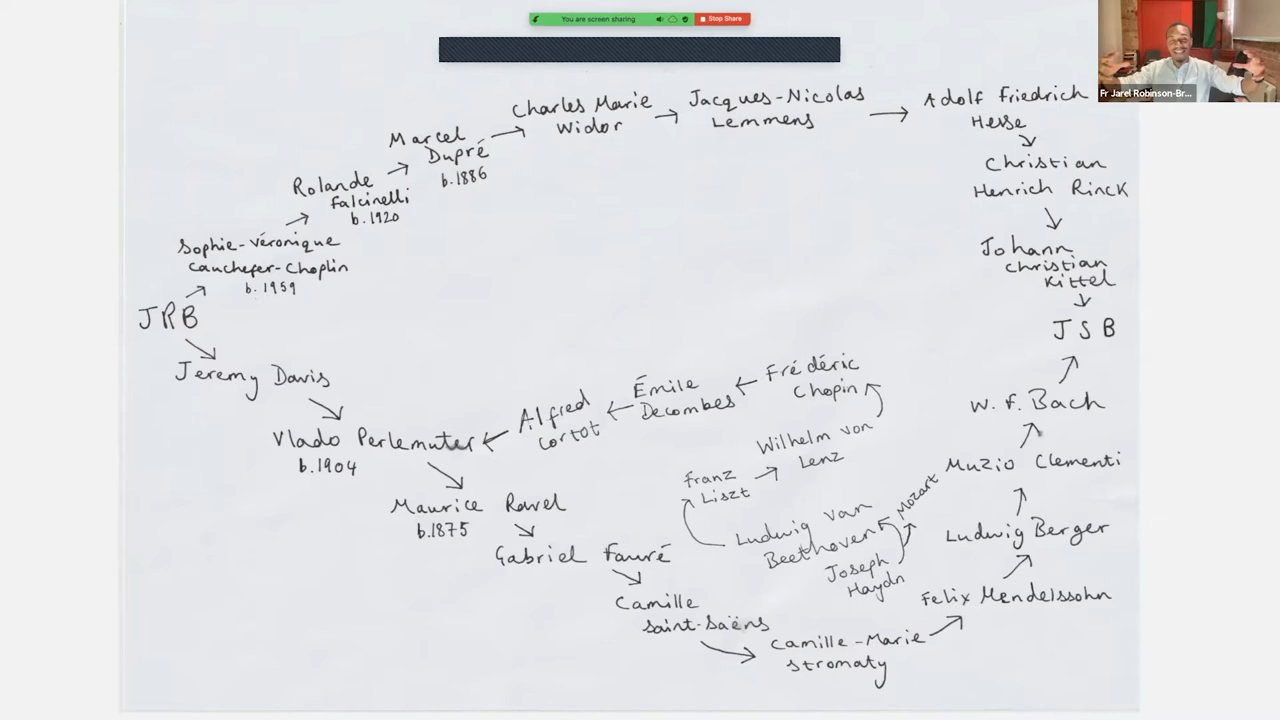 You are screen sharing
Stop Share
Fr Jarel Robinson-Br...
Charles Marie
Widor
Jacques-Nicolas
Lemmens
Adolf Friedrich
Hesse
Marcel
Dupré
b.1886
Christian
Henrich Rinck
Rolande
Falcinelli
b.1920
Johann
Christian
Kittel
Sophie-Véronique
Cauchefer-Choplin
b.1959
JRB
JSB
Jeremy Davis
Frédéric
Chopin
Émile
Decombes
Alfred
Cortot
W. F. Bach
Vlado Perlemuter
b.1904
Wilhelm von
Lenz
Franz
Liszt
Muzio Clementi
Mozart
Maurice Ravel
b.1875
Ludwig van
Beethoven
Joseph
Haydn
Ludwig Berger
Gabriel Fauré
Felix Mendelssohn
Camille
Saint-Saëns
Camille-Marie
Stromaty